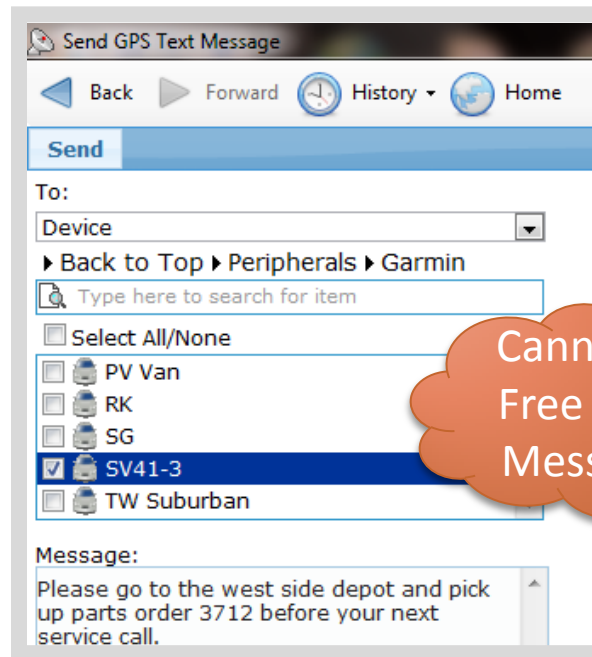 Send GPS Text Message
Back Forward History Home
Send
To:
Device
Back to Top Peripherals Garmin
Type here to search for item
Select All/None
PV Van
RK
SG
SV41-3
TW Suburban
Cann
Free
Mess
Message:
Please go to the west side depot and pick
up parts order 3712 before your next
service call.